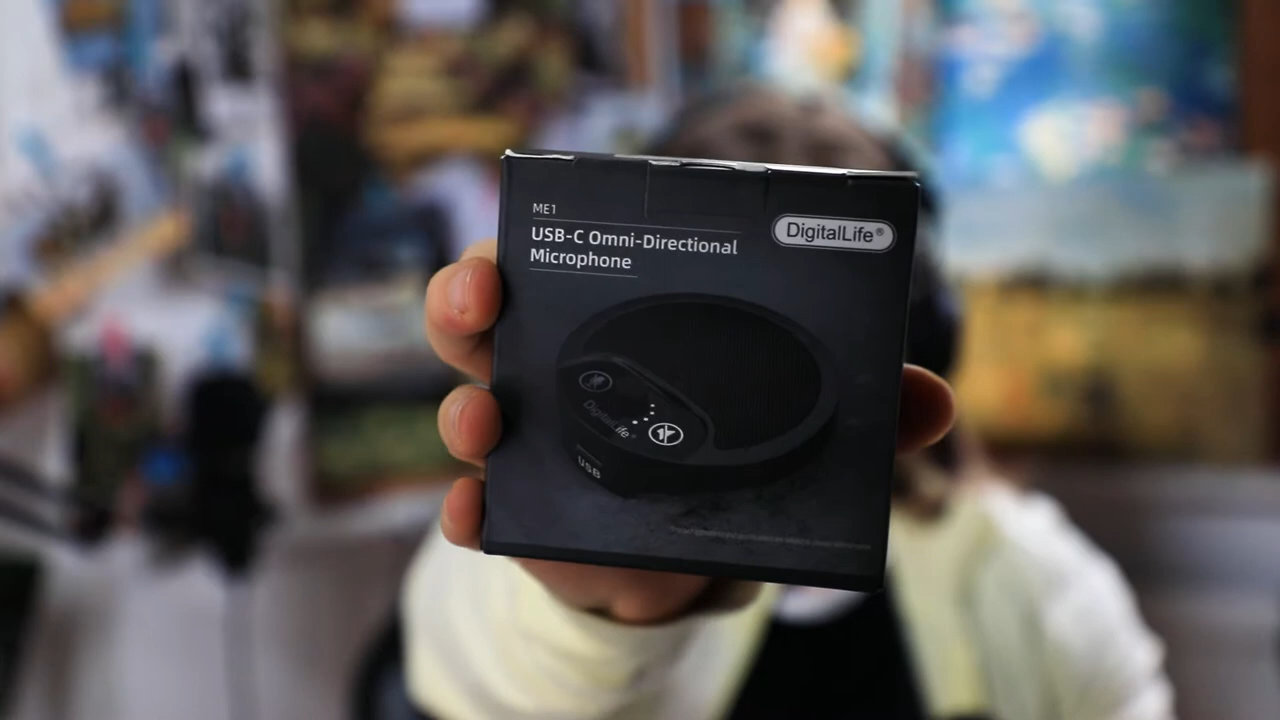 ME1
DigitalLife®
USB-C Omni-Directional
Microphone
DigitalLife®
USB